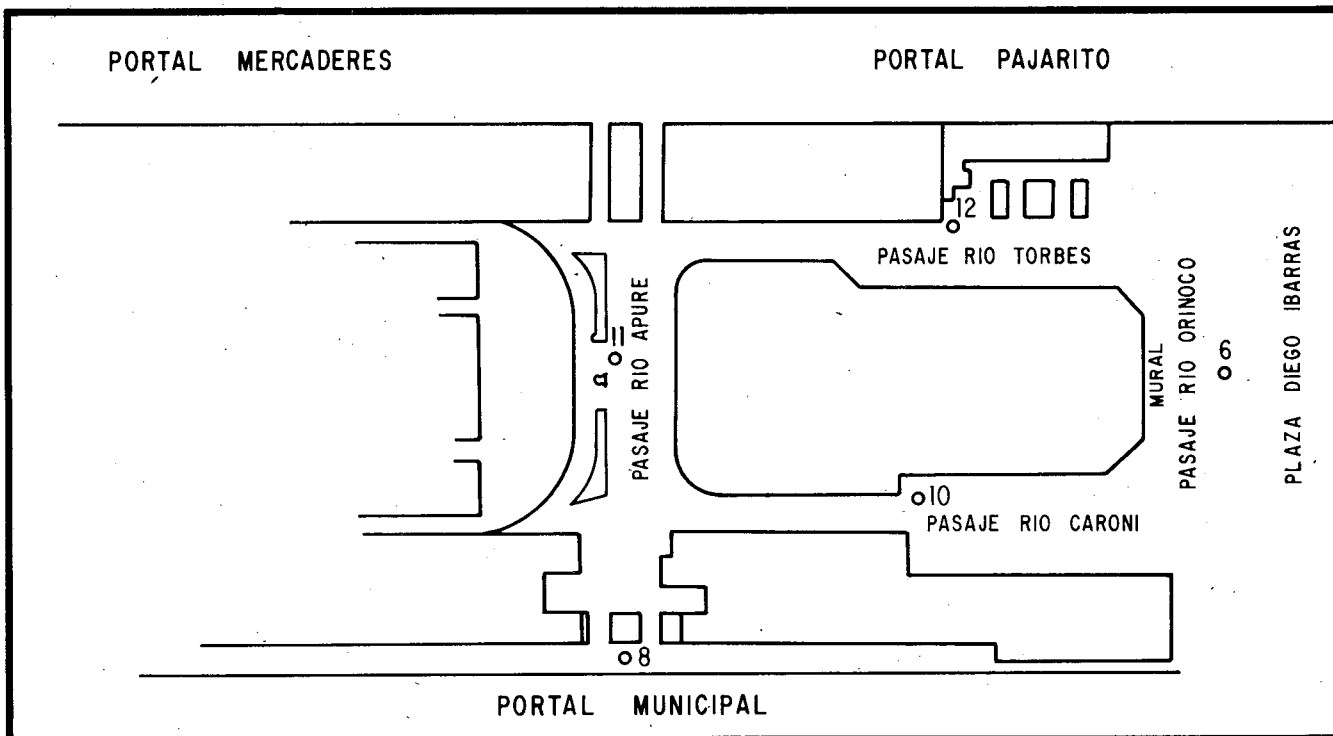 PORTAL MERCADERES
PORTAL PAJARITO
12
PASAJE RIO TORBES
11
PASAJE RIO APURE
MURAL
PASAJE RIO ORINOCO
6
PLAZA DIEGO IBARRAS
10
PASAJE RIO CARONI
8
PORTAL MUNICIPAL